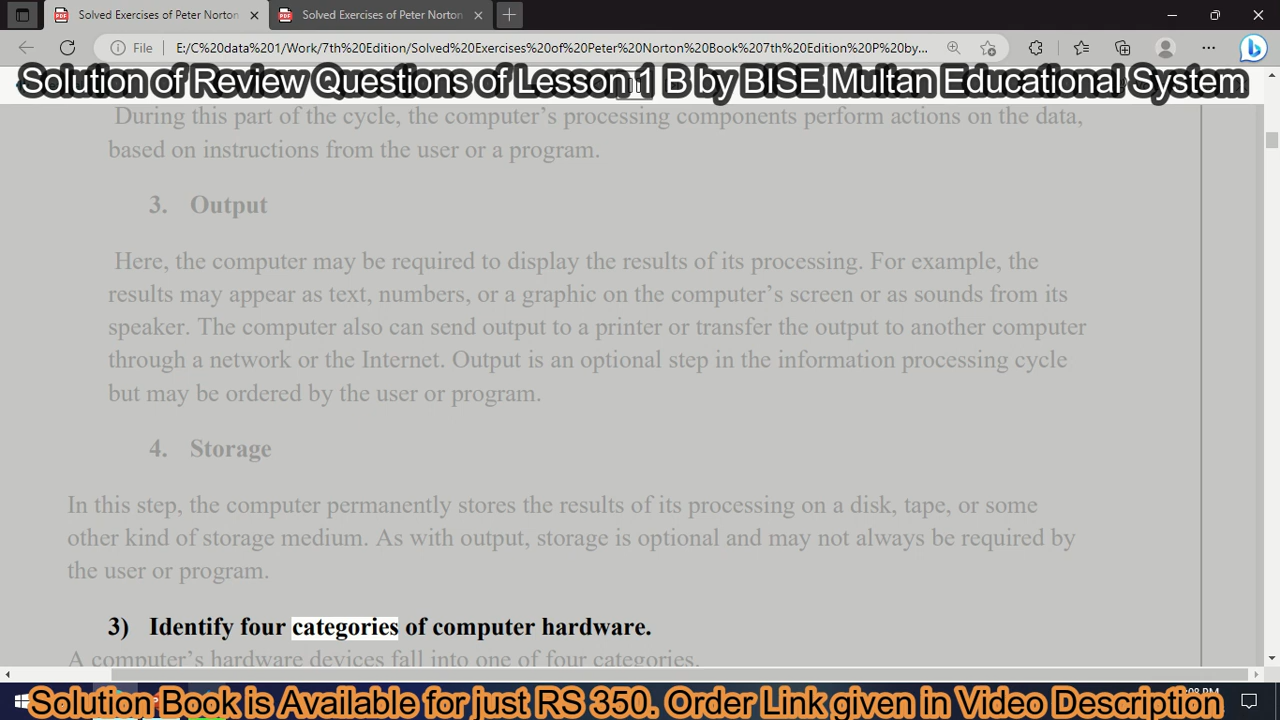 Solved Exercises of Peter Norton
Solved Exercises of Peter Norton
File
E:/C%20data%201/Work/7th%20Edition/Solved%20Exercises%20of%20Peter%20Norton%20Book%207th%20Edition%20P%20by...
Solution of Review Questions of Lesson 1 B by BISE Multan Educational System
During this part of the cycle, the computer's processing components perform actions on the data,
based on instructions from the user or a program.
3. Output
Here, the computer may be required to display the results of its processing. For example, the
results may appear as text, numbers, or a graphic on the computer's screen or as sounds from its
speaker. The computer also can send output to a printer or transfer the output to another computer
through a network or the Internet. Output is an optional step in the information processing cycle
but may be ordered by the user or program.
4. Storage
In this step, the computer permanently stores the results of its processing on a disk, tape, or some
other kind of storage medium. As with output, storage is optional and may not always be required by
the user or program.
3) Identify four categories of computer hardware.
A computer's hardware devices fall into one of four categories.
Solution Book is Available for just RS 350. Order Link given in Video Description